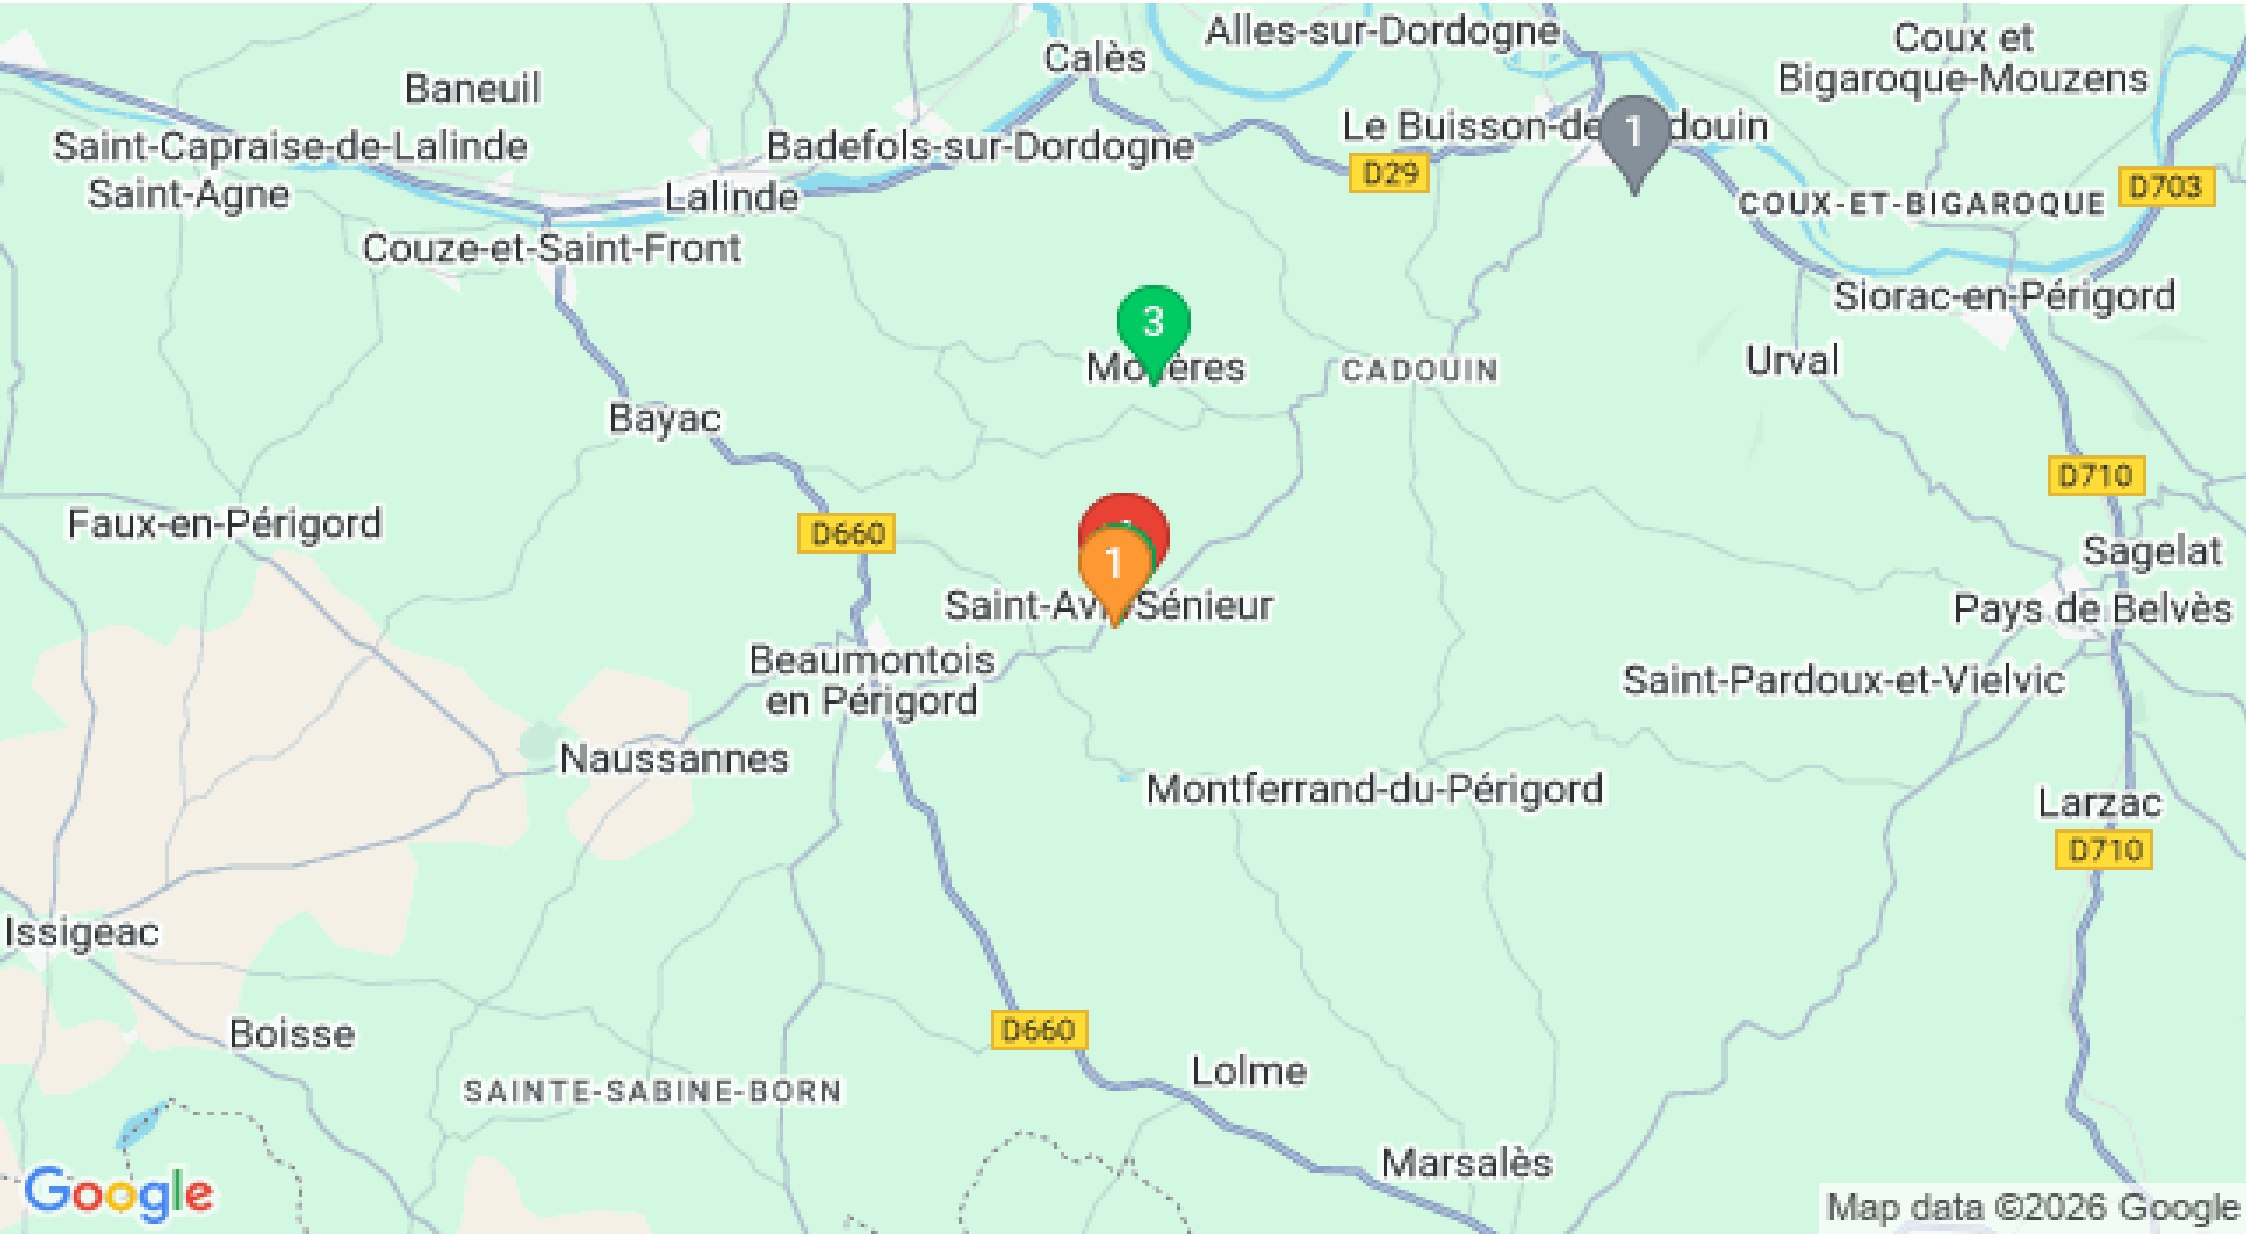 Alles-sur-Dordogne
Coux et
Bigaroque-Mouzens
Calès
Baneuil
Le Buisson-de
douin
1
Saint-Capraise-de-Lalinde
Badefols-sur-Dordogne
D29
D703
Saint-Agne
Lalinde
COUX-ET-BIGAROQUE
Couze-et-Saint-Front
Siorac-en-Périgord
3
Urval
CADOUIN
Bayac
D710
Faux-en-Périgord
D660
Sagelat
1
Saint-Av
Sénieur
Pays de Belvès
Beaumontois
en Périgord
Saint-Pardoux-et-Vielvic
Naussannes
Montferrand-du-Périgord
Larzac
D710
Issigeac
Boisse
D660
Lolme
SAINTE-SABINE-BORN
Marsalès
Google
Map data ©2026 Google